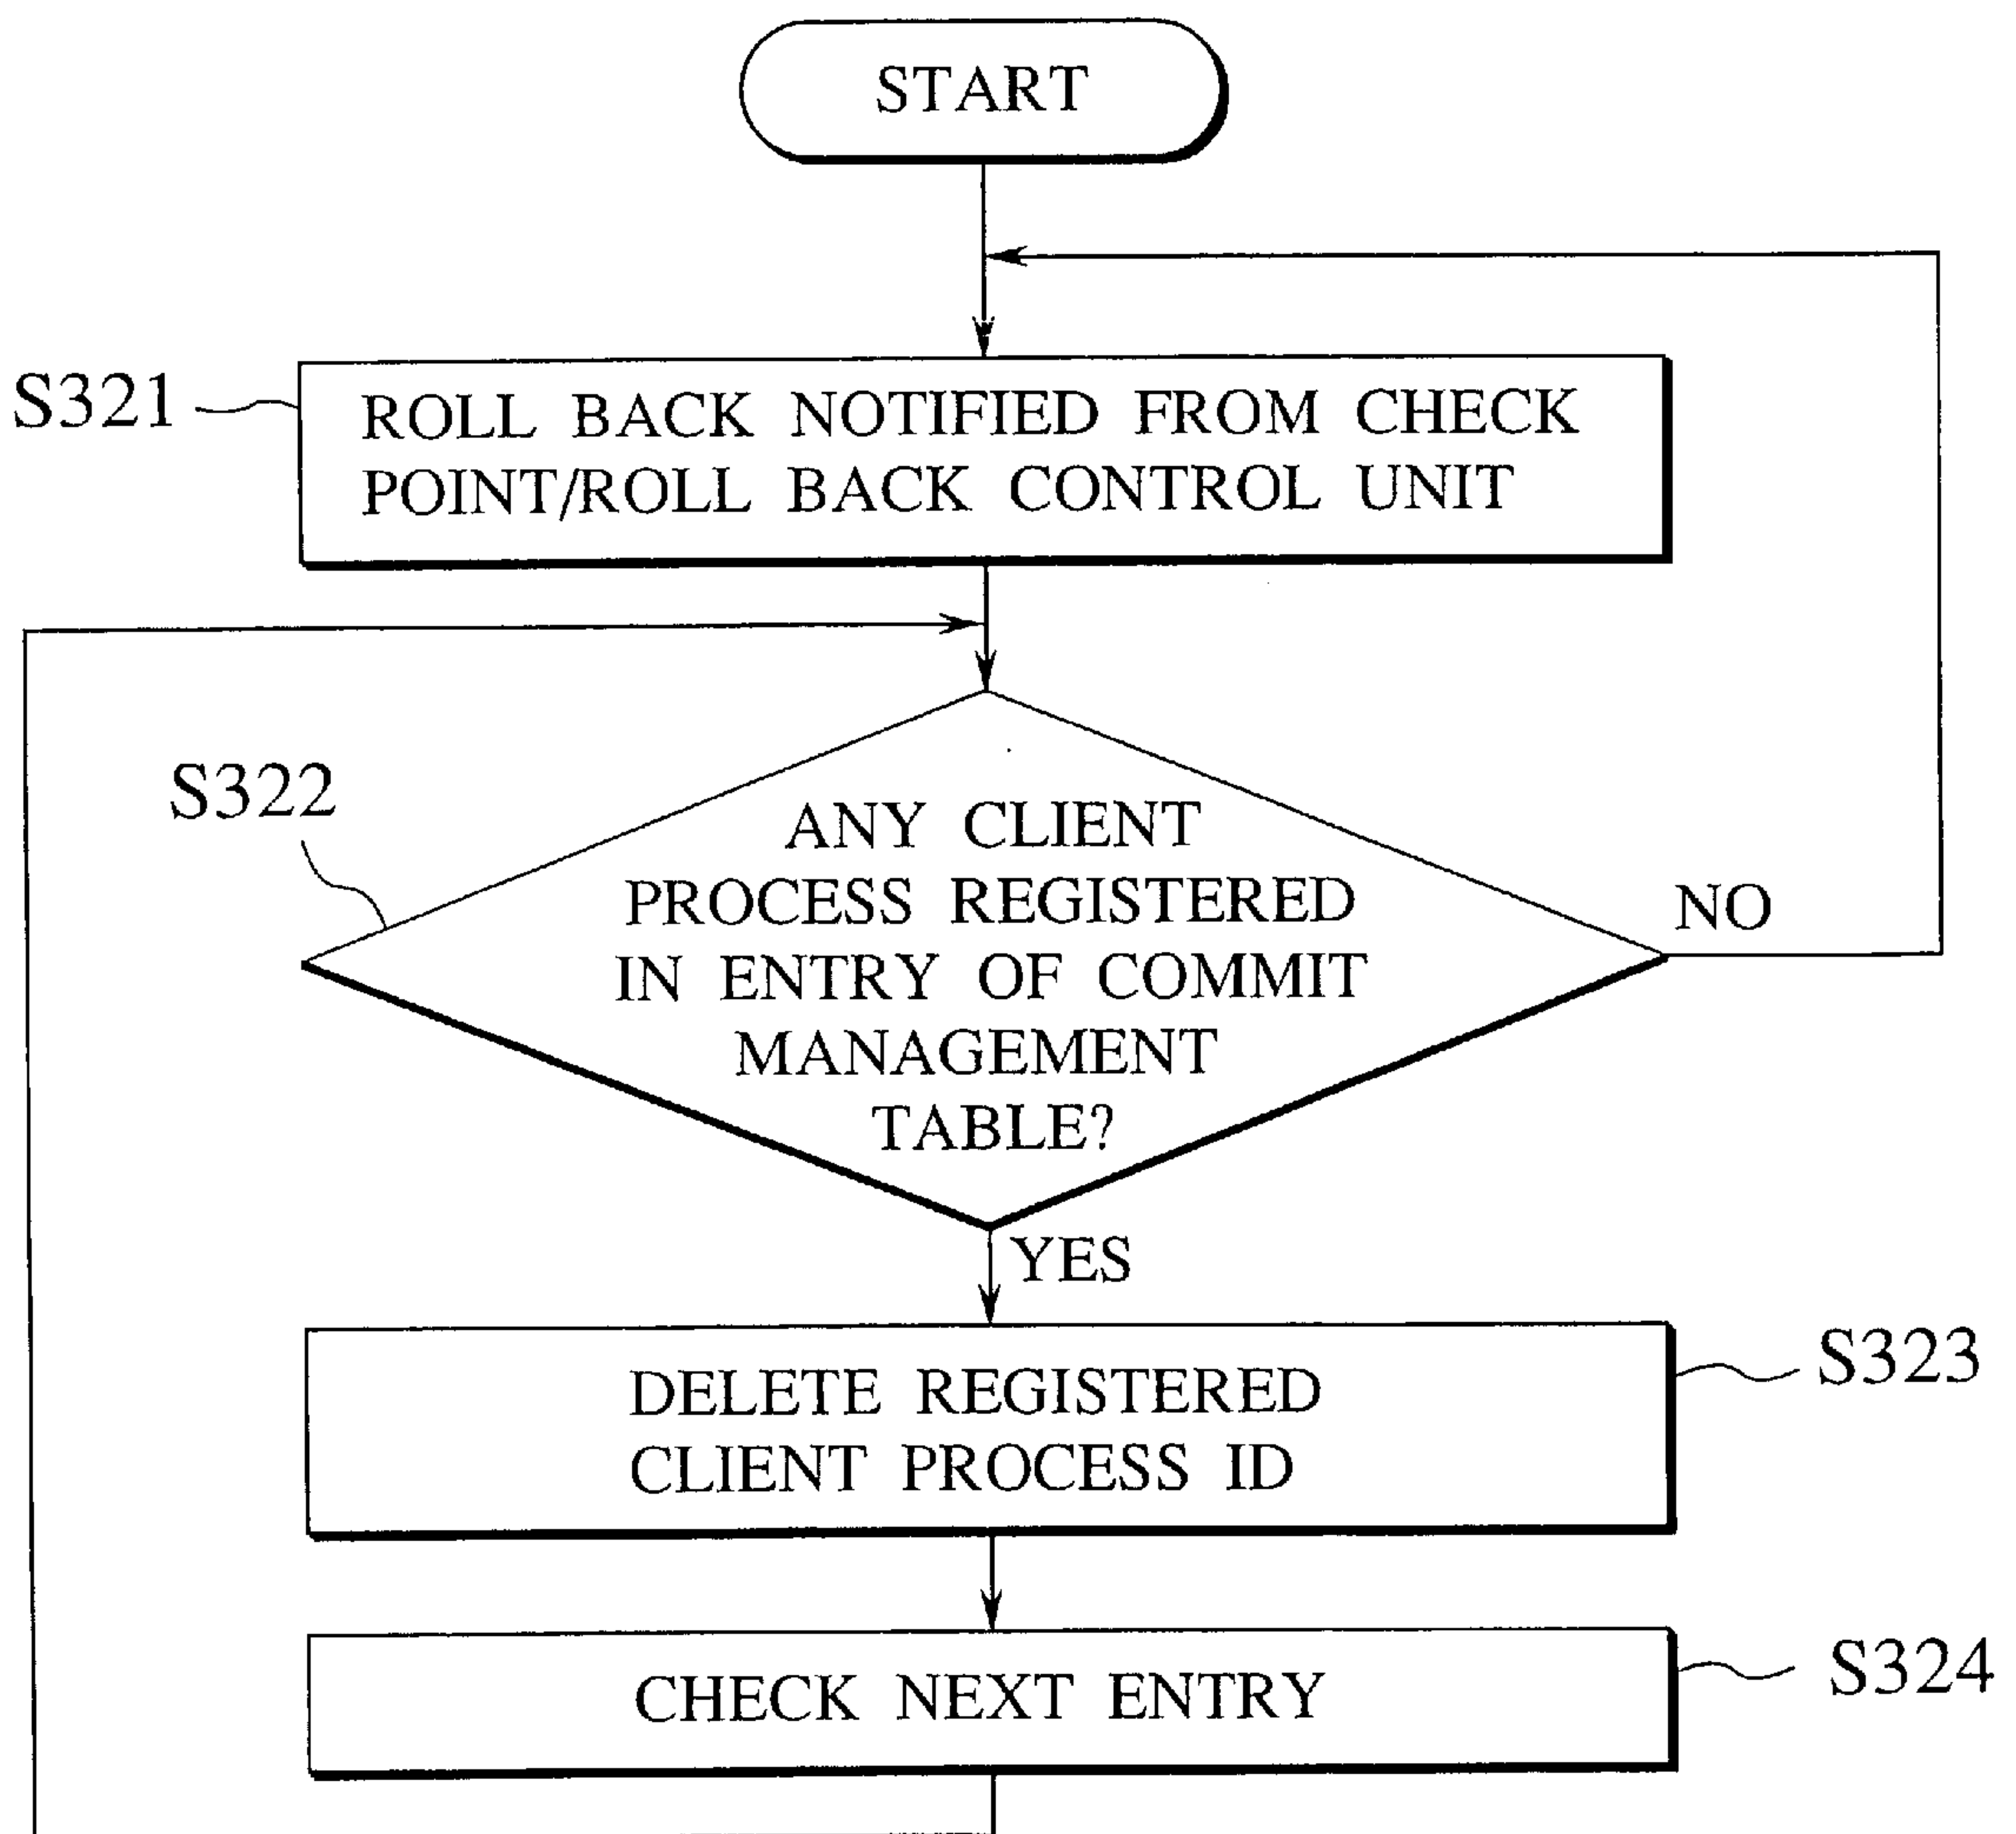 START
S321
ROLL BACK NOTIFIED FROM CHECK
POINT/ROLL BACK CONTROL UNIT
S322
ANY CLIENT
PROCESS REGISTERED
IN ENTRY OF COMMIT
MANAGEMENT
TABLE?
NO
YES
DELETE REGISTERED
CLIENT PROCESS ID
S323
CHECK NEXT ENTRY
S324